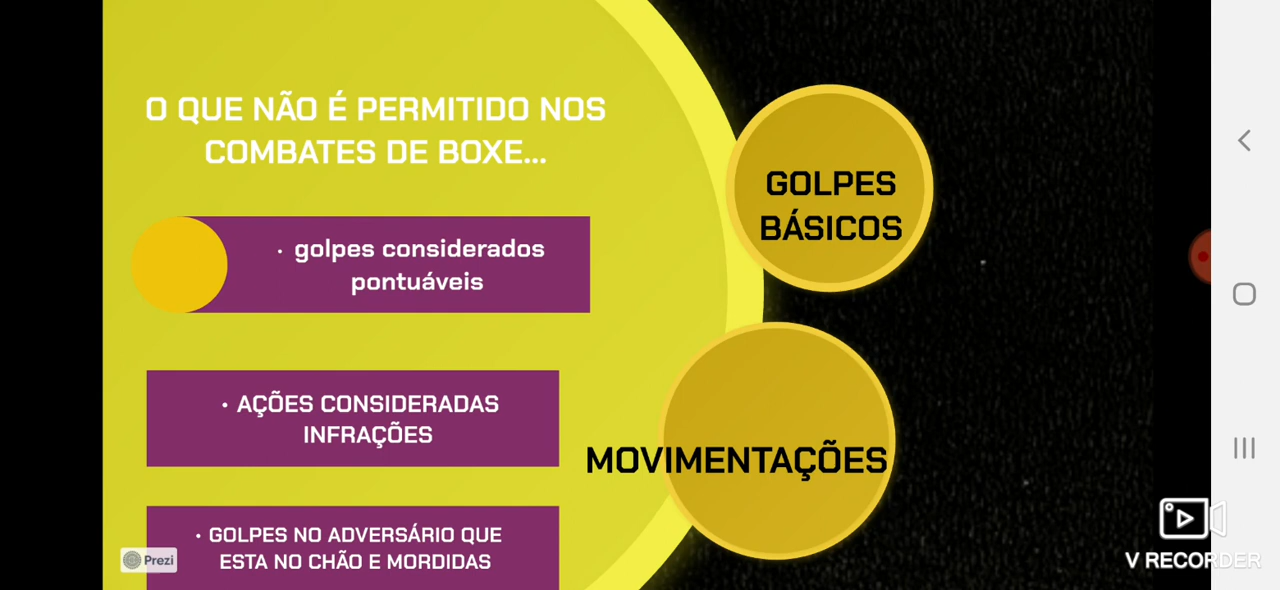 O QUE NÃO É PERMITIDO NOS
COMBATES DE BOXE...
• golpes considerados
pontuáveis
• AÇÕES CONSIDERADAS
INFRAÇÕES
• GOLPES NO ADVERSÁRIO QUE
ESTA NO CHÃO E MORDIDAS
GOLPES
BÁSICOS
MOVIMENTAÇÕES
Prezi
V RECORDER